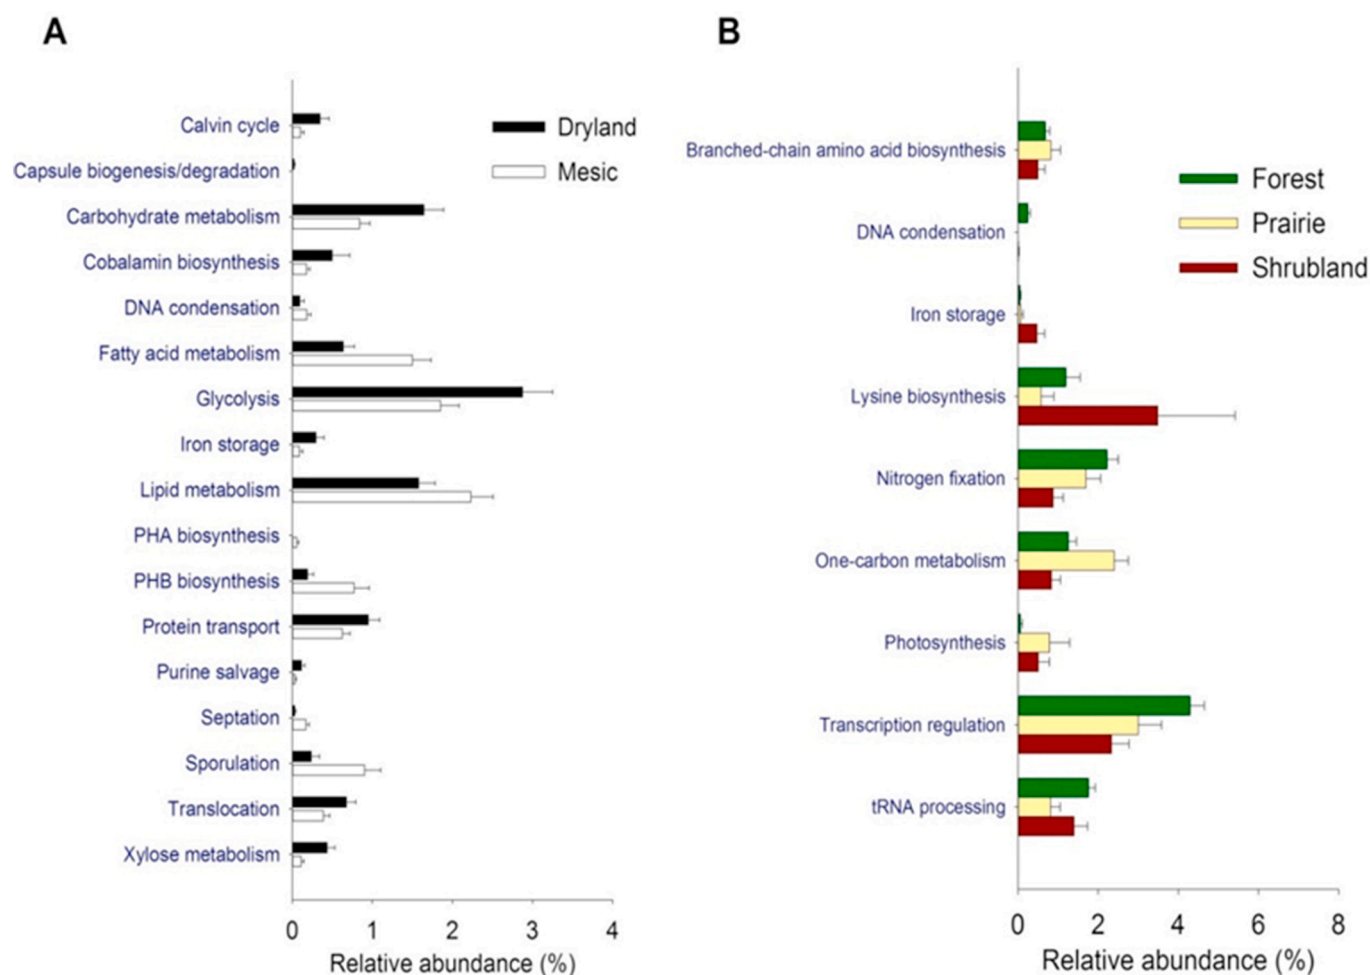 A
Calvin cycle
Capsule biogenesis/degradation
Carbohydrate metabolism
Cobalamin biosynthesis
DNA condensation
Fatty acid metabolism
Glycolysis
Iron storage
Lipid metabolism
PHA biosynthesis
PHB biosynthesis
Protein transport
Purine salvage
Septation
Sporulation
Translocation
Xylose metabolism
Dryland
Mesic
0 1 2 3 4
Relative abundance (%)
B
Branched-chain amino acid biosynthesis
DNA condensation
Iron storage
Lysine biosynthesis
Nitrogen fixation
One-carbon metabolism
Photosynthesis
Transcription regulation
tRNA processing
Forest
Prairie
Shrubland
0 2 4 6 8
Relative abundance (%)